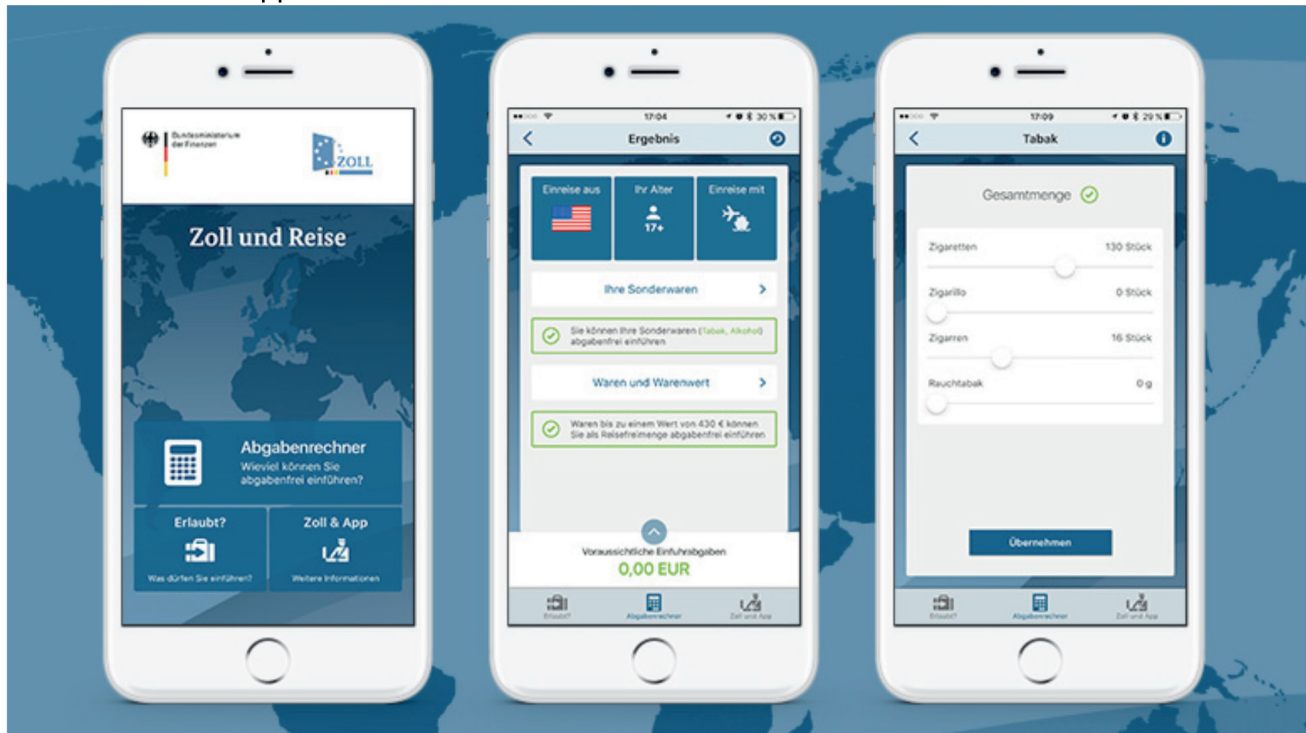 Bundesministerium
der Finanzen
ZOLL
Zoll und Reise
Abgabenrechner
Wieviel können Sie
abgabenfrei einführen?
Erlaubt?
Was dürfen Sie einführen?
Zoll & App
Weitere Informationen
17:04
30 %
Ergebnis
Einreise aus
Ihr Alter
17+
Einreise mit
Ihre Sonderwaren
Sie können Ihre Sonderwaren (Tabak, Alkohol)
abgabenfrei einführen
Waren und Warenwert
Waren bis zu einem Wert von 430 € können
Sie als Reisefreimenge abgabenfrei einführen
Voraussichtliche Einfuhrabgaben
0,00 EUR
Erlaubt?
Abgabenrechner
Zoll und App
17:09
29 %
Tabak
Gesamtmenge
Zigaretten 130 Stück
Zigarillo 0 Stück
Zigarren 16 Stück
Rauchtabak 0 g
Übernehmen
Erlaubt?
Abgabenrechner
Zoll und App